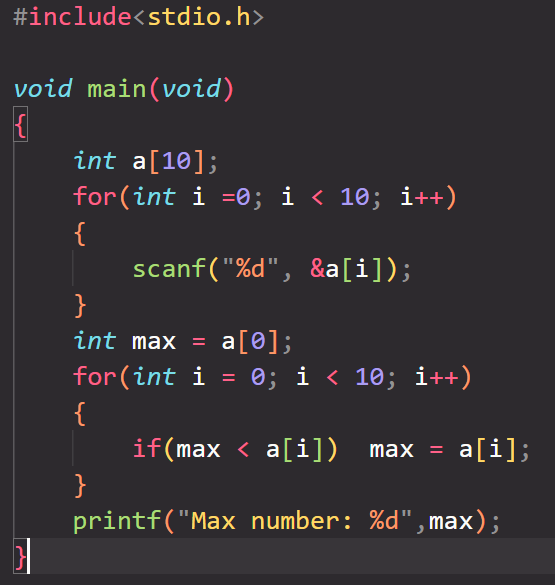 #include<stdio.h>
void main(void)
{
    int a[10];
    for(int i =0; i < 10; i++)
    {
        scanf("%d", &a[i]);
    }
    int max = a[0];
    for(int i = 0; i < 10; i++)
    {
        if(max < a[i])  max = a[i];
    }
    printf("Max number: %d",max);
}